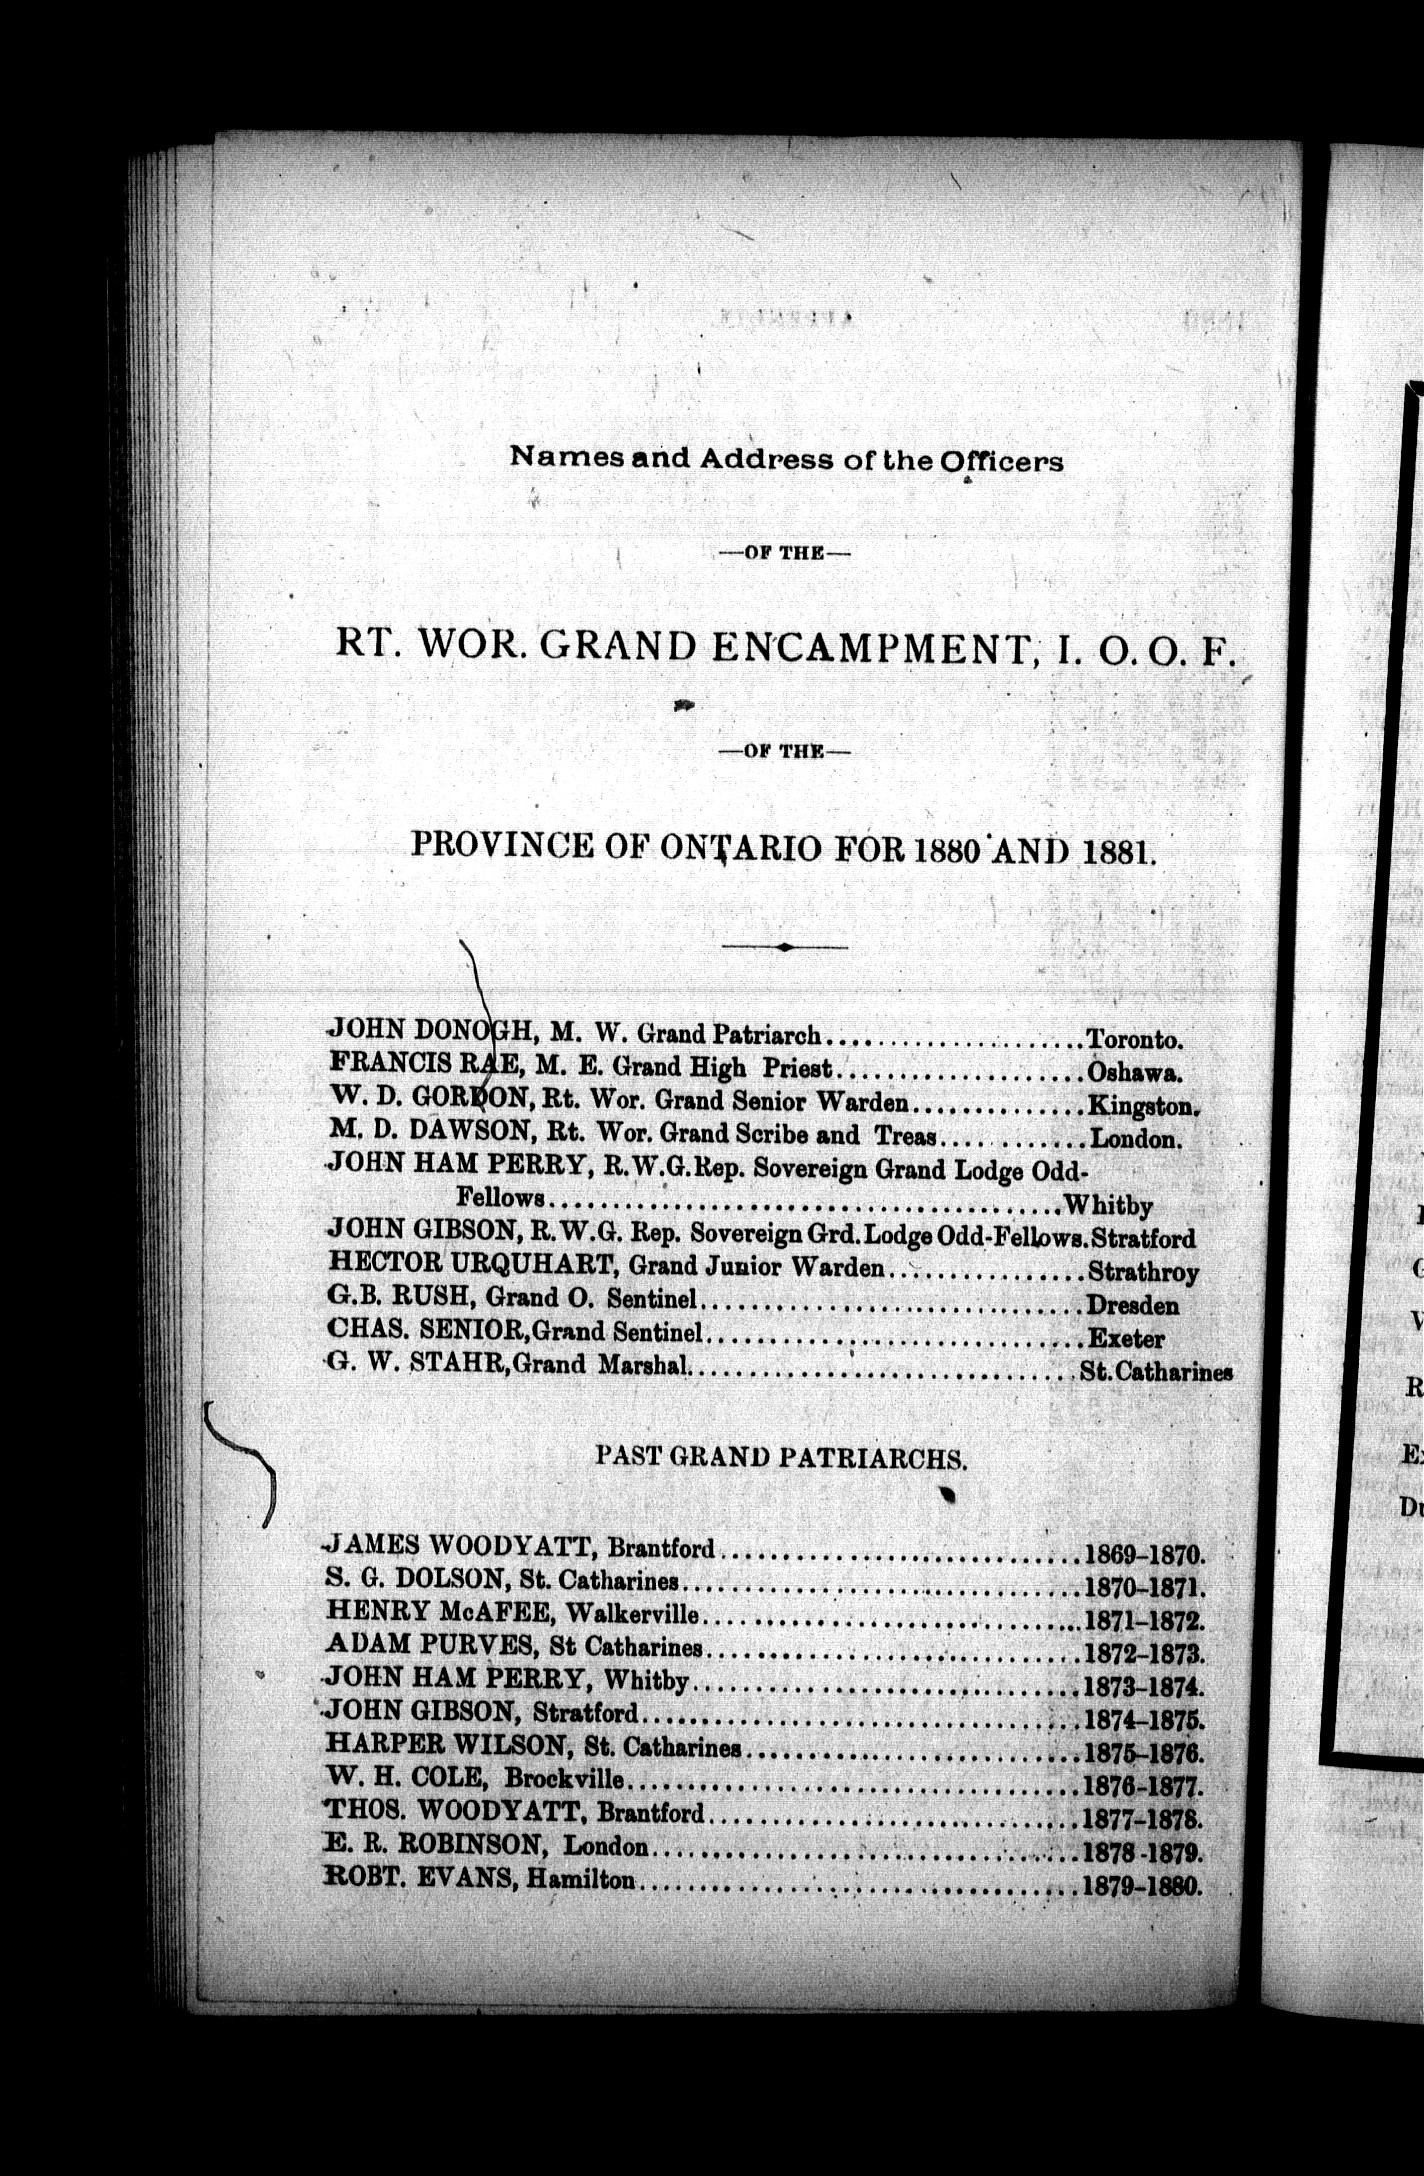 Names and Address of the Officers
—OF THE—
RT. WOR. GRAND ENCAMPMENT, I. O. O. F.
—OF THE—
PROVINCE OF ONTARIO FOR 1880 AND 1881.
JOHN DONOGH, M. W. Grand Patriarch....................Toronto.
FRANCIS RAE, M. E. Grand High Priest....................Oshawa.
W. D. GORDON, Rt. Wor. Grand Senior Warden..............Kingston.
M. D. DAWSON, Rt. Wor. Grand Scribe and Treas............London.
JOHN HAM PERRY, R.W.G. Rep. Sovereign Grand Lodge Odd-
Fellows........................................Whitby
JOHN GIBSON, R.W.G. Rep. Sovereign Grd. Lodge Odd-Fellows.Stratford
HECTOR URQUHART, Grand Junior Warden................Strathroy
G.B. RUSH, Grand O. Sentinel..............................Dresden
CHAS. SENIOR, Grand Sentinel..............................Exeter
G. W. STAHR, Grand Marshal..............................St. Catharines
PAST GRAND PATRIARCHS.
JAMES WOODYATT, Brantford............................1869-1870.
S. G. DOLSON, St. Catharines...............................1870-1871.
HENRY McAFEE, Walkerville..............................1871-1872.
ADAM PURVES, St Catharines.............................1872-1873.
JOHN HAM PERRY, Whitby..............................1873-1874.
JOHN GIBSON, Stratford..................................1874-1875.
HARPER WILSON, St. Catharines..........................1875-1876.
W. H. COLE, Brockville...................................1876-1877.
THOS. WOODYATT, Brantford.............................1877-1878.
E. R. ROBINSON, London.................................1878-1879.
ROBT. EVANS, Hamilton..................................1879-1880.